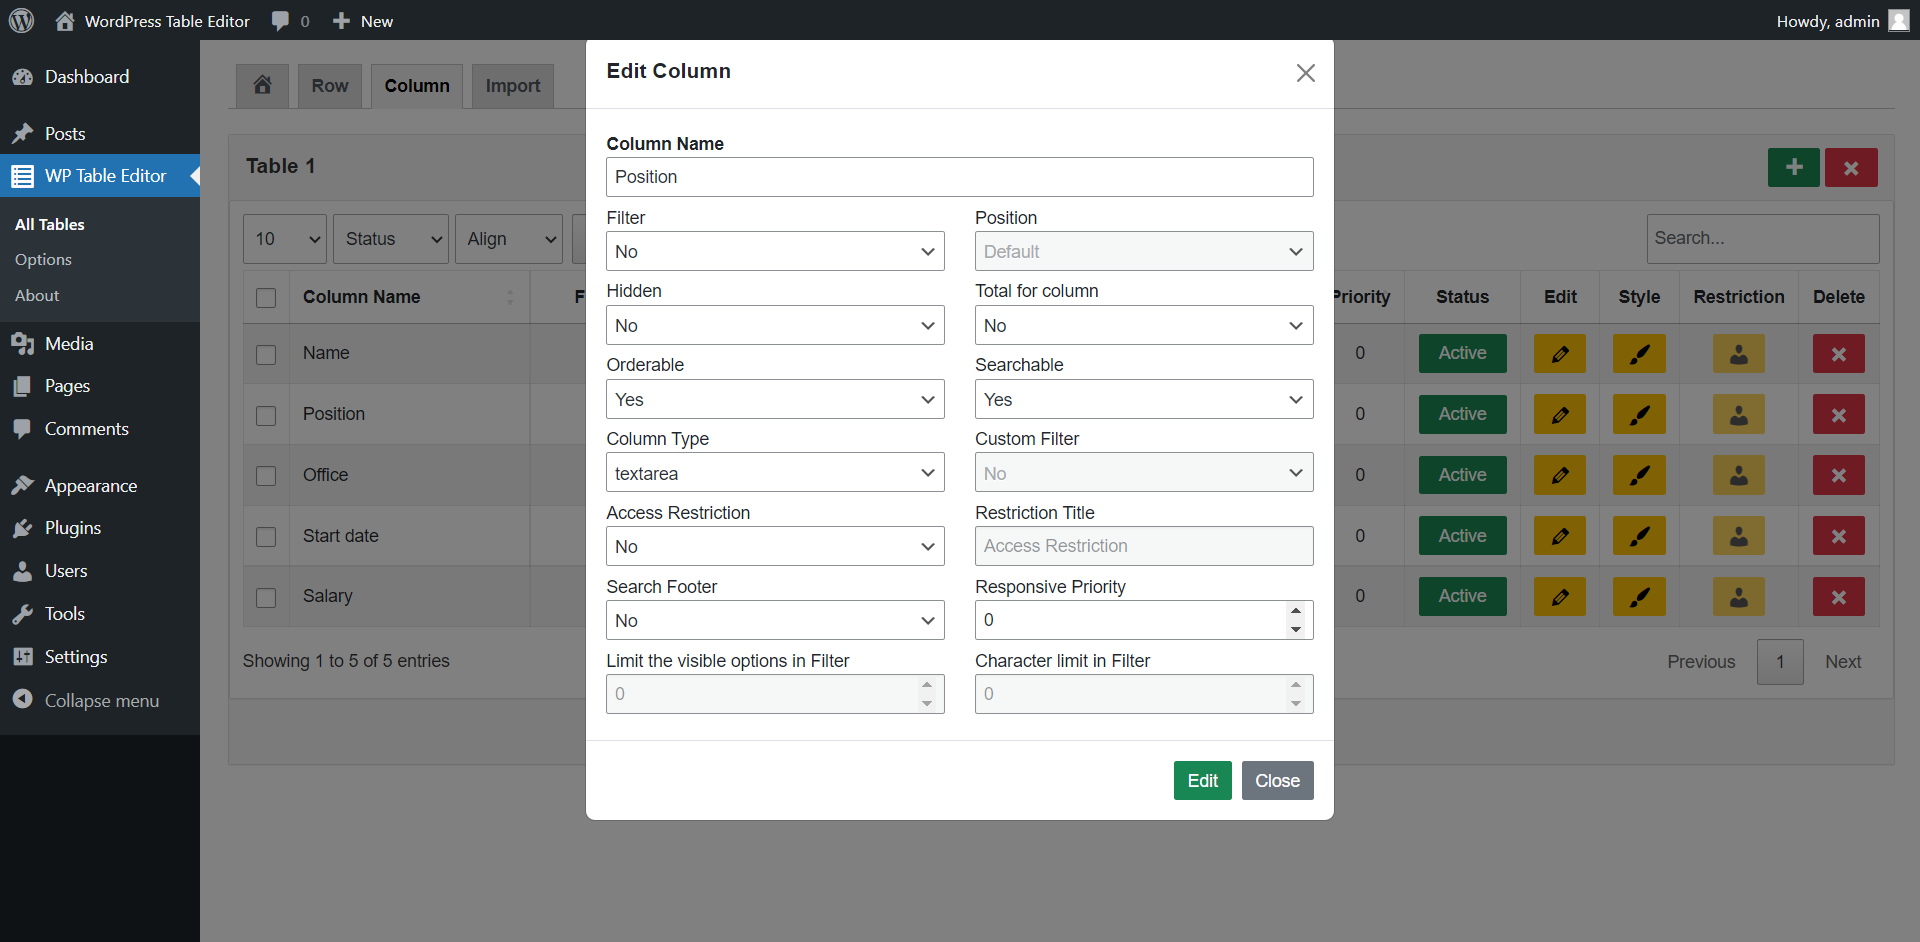 WordPress Table Editor
0
New
Howdy, admin
Dashboard
Posts
WP Table Editor
All Tables
Options
About
Media
Pages
Comments
Appearance
Plugins
Users
Tools
Settings
Collapse menu
Row
Column
Import
Table 1
10
Status
Align
Search...
Column Name
F
Priority
Status
Edit
Style
Restriction
Delete
Name
0
Active
Position
0
Active
Office
0
Active
Start date
0
Active
Salary
0
Active
Showing 1 to 5 of 5 entries
Previous
1
Next
Edit Column
Column Name
Position
Filter
Position
No
Default
Hidden
Total for column
No
No
Orderable
Searchable
Yes
Yes
Column Type
Custom Filter
textarea
No
Access Restriction
Restriction Title
No
Access Restriction
Search Footer
Responsive Priority
No
0
Limit the visible options in Filter
Character limit in Filter
0
0
Edit
Close